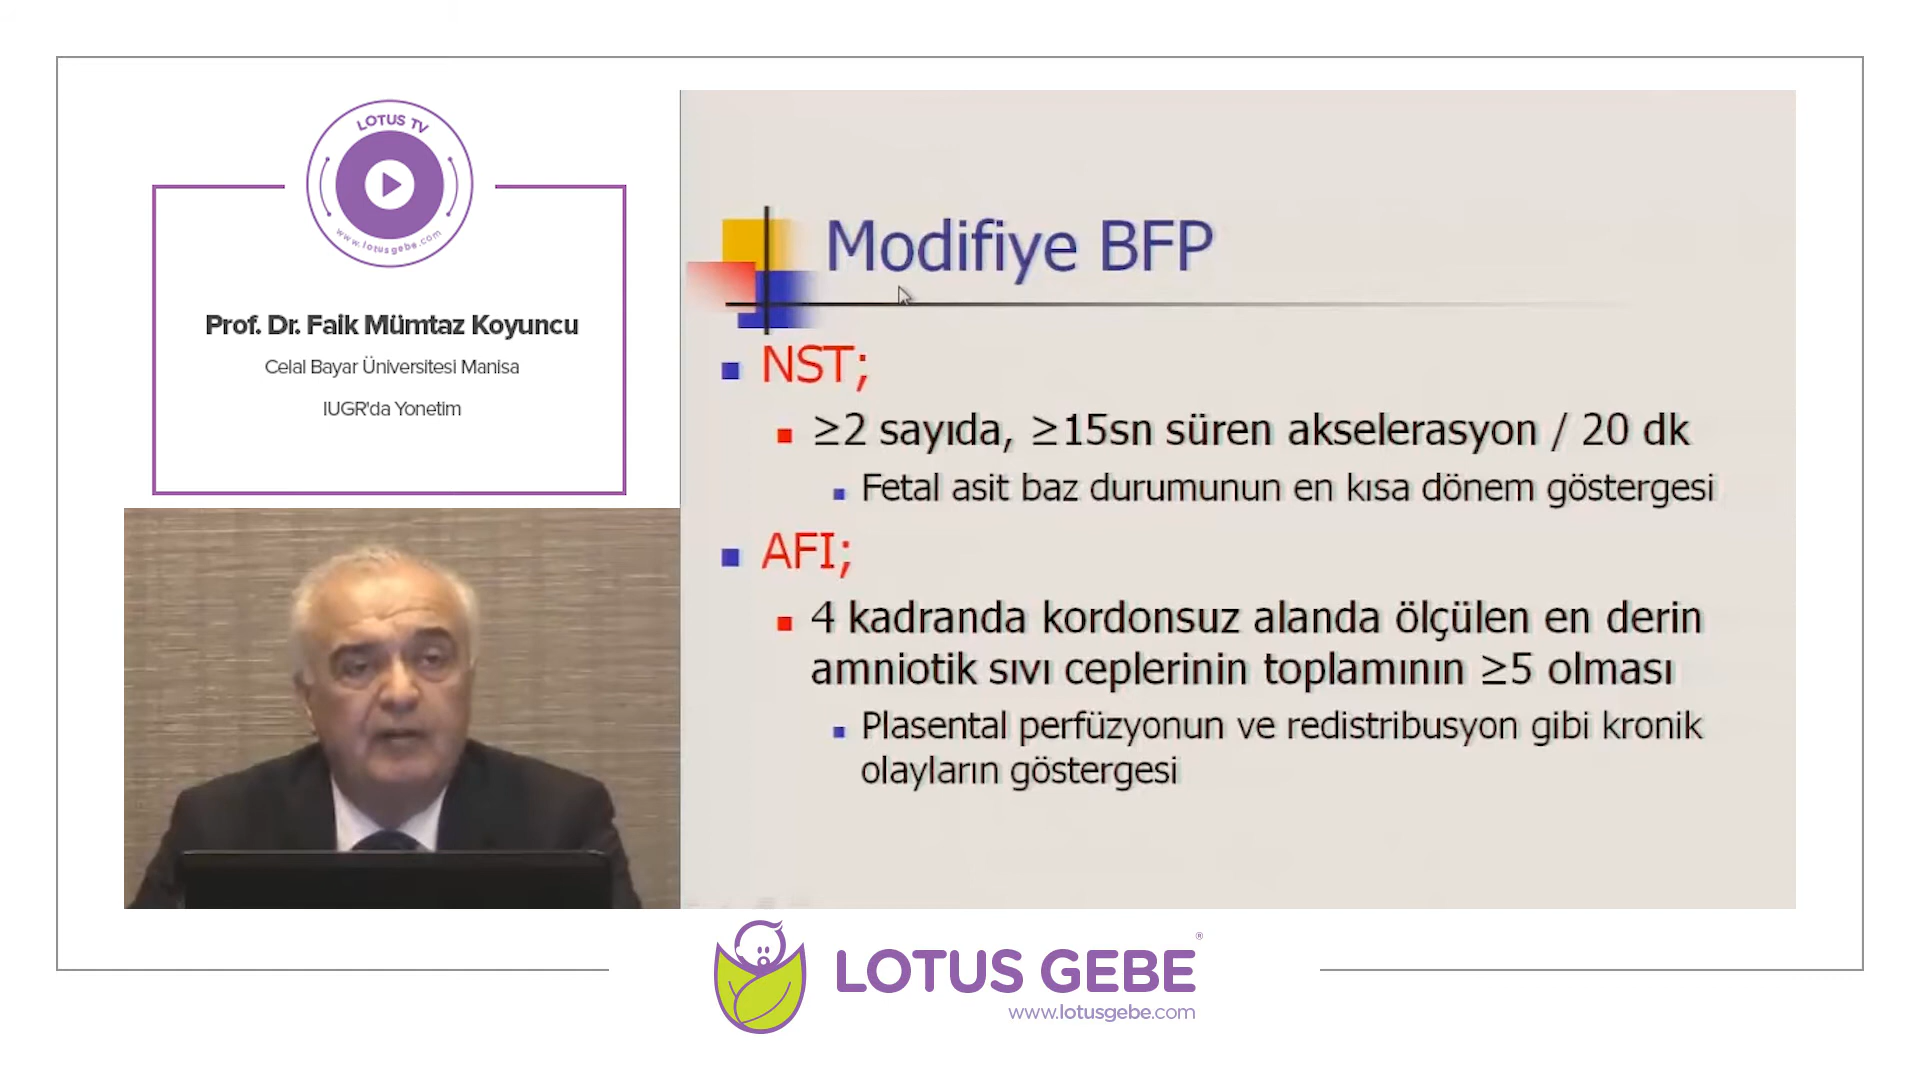 LOTUS TV
www.lotusgebe.com
Prof. Dr. Faik Mümtaz Koyuncu
Celal Bayar Üniversitesi Manisa
IUGR'da Yonetim
Modifiye BFP
NST;
≥2 sayıda, ≥15sn süren akselerasyon / 20 dk
Fetal asit baz durumunun en kısa dönem göstergesi
AFI;
4 kadranda kordonsuz alanda ölçülen en derin
amniotik sıvı ceplerinin toplamının ≥5 olması
Plasental perfüzyonun ve redistribusyon gibi kronik
olayların göstergesi
LOTUS GEBE®
www.lotusgebe.com